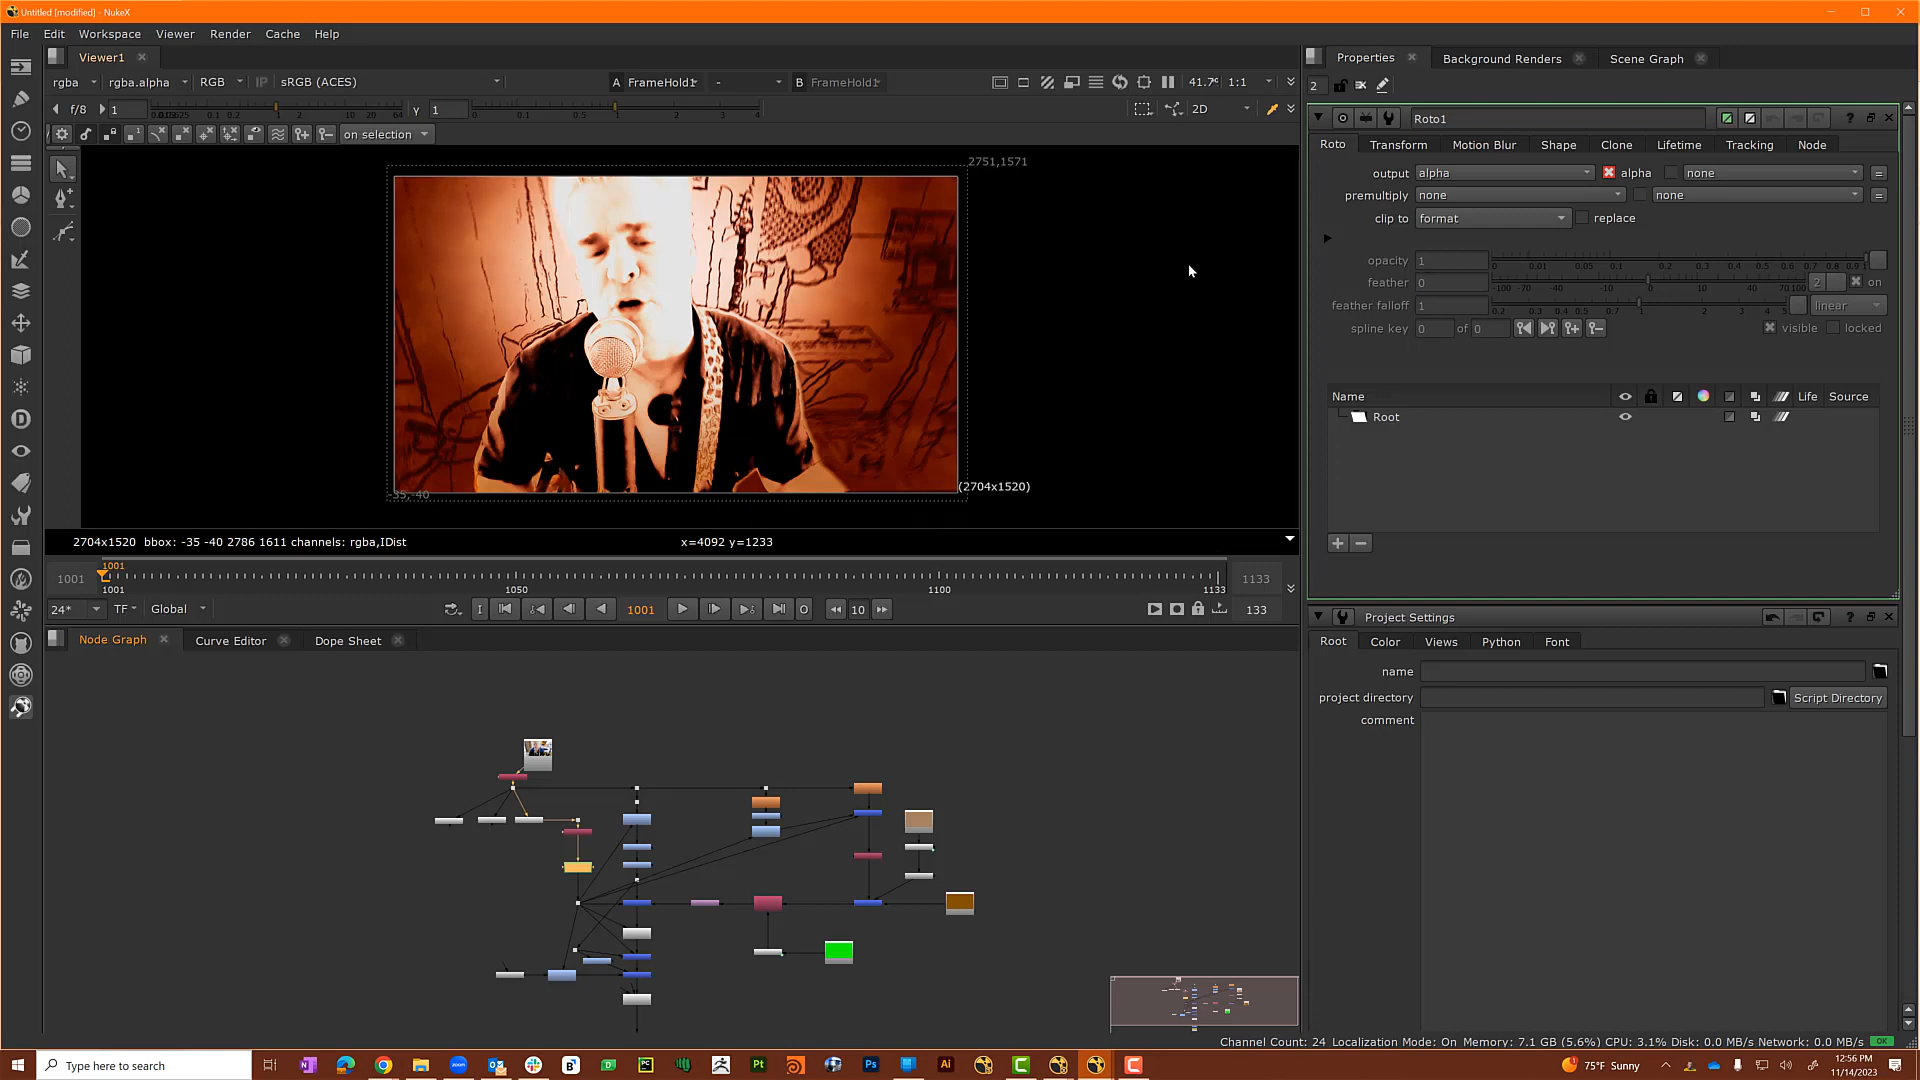 Untitled [modified] - NukeX
File Edit Workspace Viewer Render Cache Help
Viewer1
rgba rgba.alpha RGB IP sRGB (ACES) A FrameHold1 - B FrameHold1 41.7% 1:1
f/8 1 γ 1 2D
on selection
2751,1571
(2704x1520)
-35,-40
2704x1520 bbox: -35 -40 2786 1611 channels: rgba,IDist x=4092 y=1233
1001 1001 1001 1050 1100 1133 1133
24* TF Global I 1001 O 10 133
Node Graph Curve Editor Dope Sheet
Properties Background Renders Scene Graph
2
Roto1
Roto Transform Motion Blur Shape Clone Lifetime Tracking Node
output alpha alpha none =
premultiply none none =
clip to format replace
opacity 1
feather 0 2 on
feather falloff 1 linear
spline key 0 of 0 visible locked
Name Life Source
Root
Project Settings
Root Color Views Python Font
name
project directory Script Directory
comment
Channel Count: 24 Localization Mode: On Memory: 7.1 GB (5.6%) CPU: 3.1% Disk: 0.0 MB/s Network: 0.0 MB/s OK
Type here to search
75°F Sunny
12:56 PM
11/14/2023